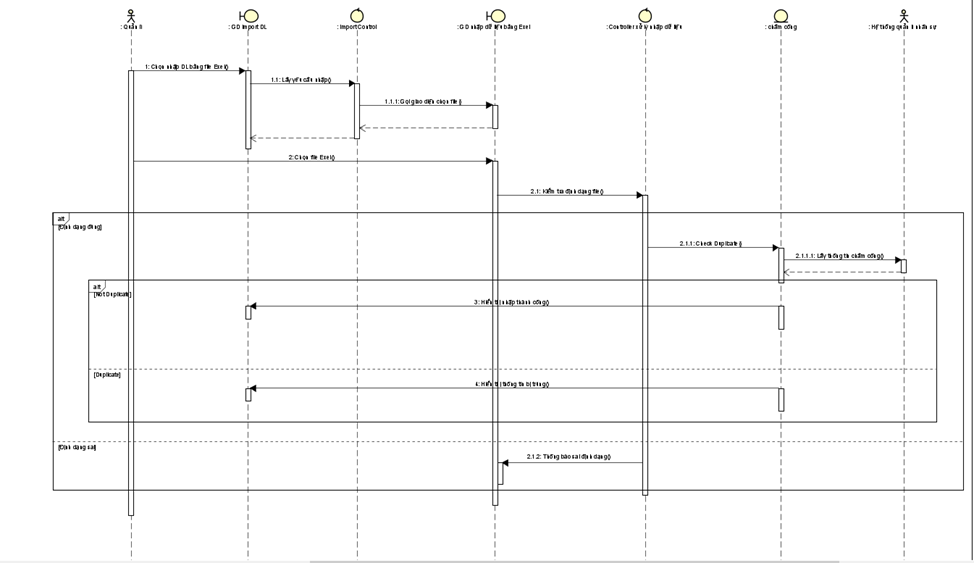 : Quản lí
: GD Import DL
: ImportControl
: GD nhập dữ liệu bằng Exel
: Controller xử lý nhập dữ liệu
: chấm công
: Hệ thống quản lí nhân sự
1: Chọn nhập DL bằng file Exel()
1.1: Lấy yêu cầu nhập()
1.1.1: Gọi giao diện chọn file()
2: Chọn file Exel()
2.1: Kiểm tra định dạng file()
alt
[Định dạng đúng]
2.1.1: Check Duplicate()
2.1.1.1: Lấy thông tin chấm công()
alt
[Not Duplicate]
3: Hiển thị nhập thành công()
[Duplicate]
4: Hiển thị thông tin bị trùng()
[Định dạng sai]
2.1.2: Thông báo sai định dạng()